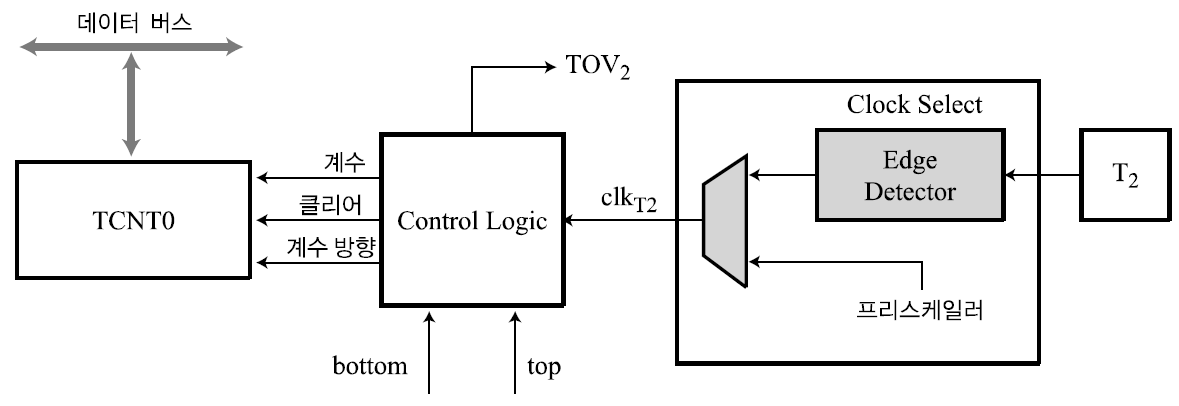 데이터 버스
TOV2
Clock Select
Edge
Detector
T2
계수
클리어
계수 방향
TCNT0
Control Logic
clkT2
프리스케일러
bottom
top